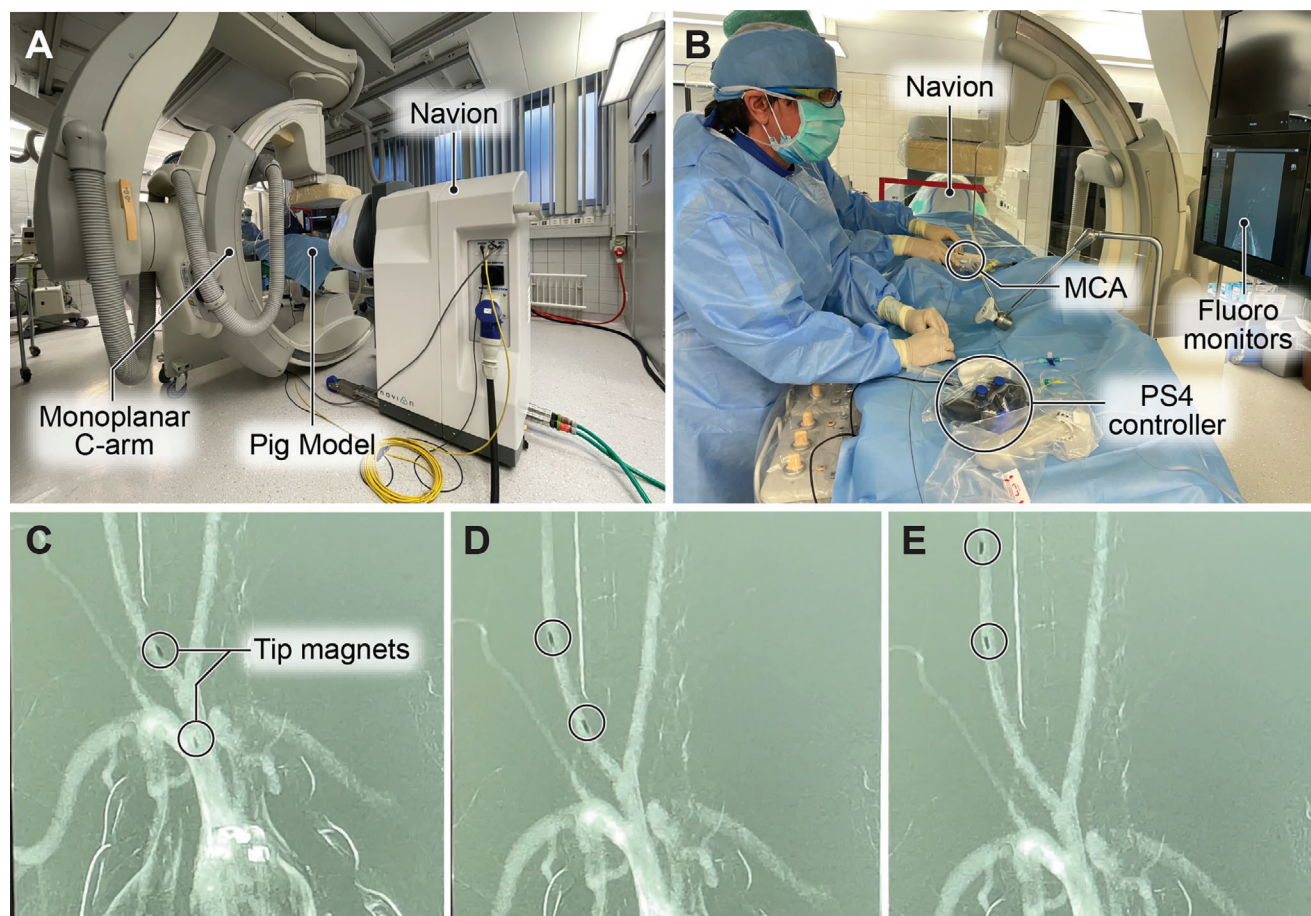 A
Navion
Monoplanar
C-arm
Pig Model
NAVION
B
Navion
MCA
Fluoro
monitors
PS4
controller
C
Tip magnets
D
E